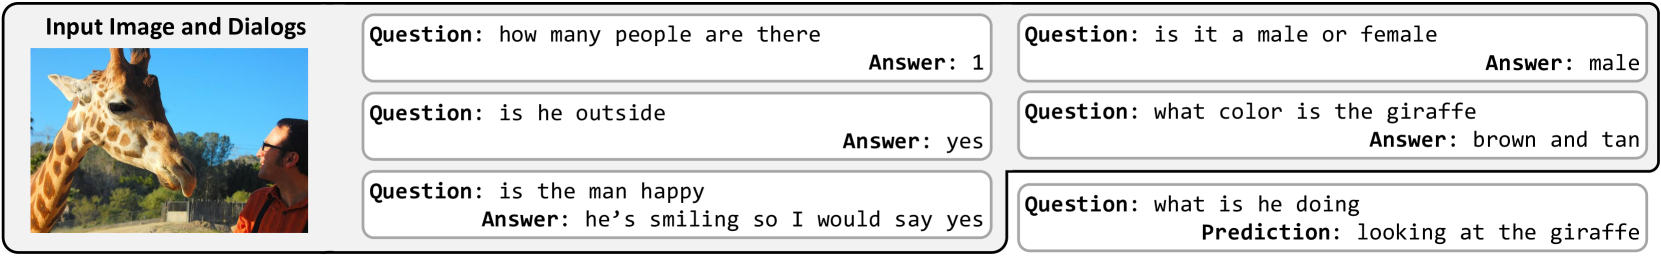 Input Image and Dialogs
Question: how many people are there
Answer: 1
Question: is he outside
Answer: yes
Question: is the man happy
Answer: he’s smiling so I would say yes
Question: is it a male or female
Answer: male
Question: what color is the giraffe
Answer: brown and tan
Question: what is he doing
Prediction: looking at the giraffe